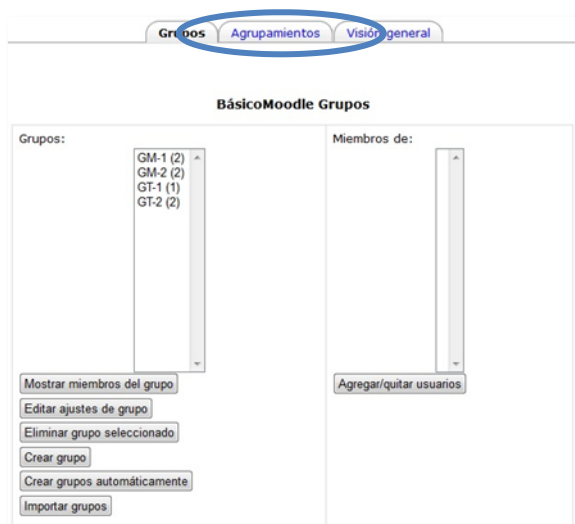 Grupos Agrupamientos Visión general
BásicoMoodle Grupos
Grupos:
GM-1 (2)
GM-2 (2)
GT-1 (1)
GT-2 (2)
Mostrar miembros del grupo
Editar ajustes de grupo
Eliminar grupo seleccionado
Crear grupo
Crear grupos automáticamente
Importar grupos
Miembros de:
Agregar/quitar usuarios